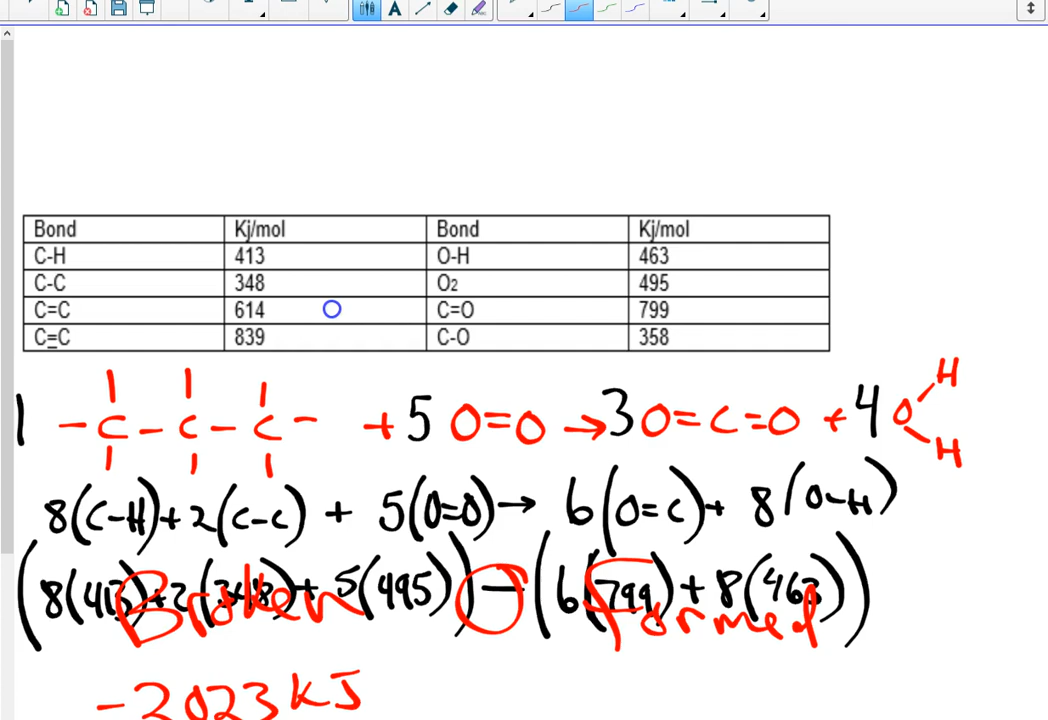 Bond Kj/mol Bond Kj/mol
C-H 413 O-H 463
C-C 348 O2 495
C=C 614 C=O 799
C≡C 839 C-O 358
1 -C-C-C- +5 O=O →3 O=C=O +4 O H H
8(C-H)+2(C-C) + 5(O=O)→ 6(O=C)+ 8(O-H)
(8(413)+2(348)+5(495))-(6(799)+8(463))
Broken formed
-2023 KJ